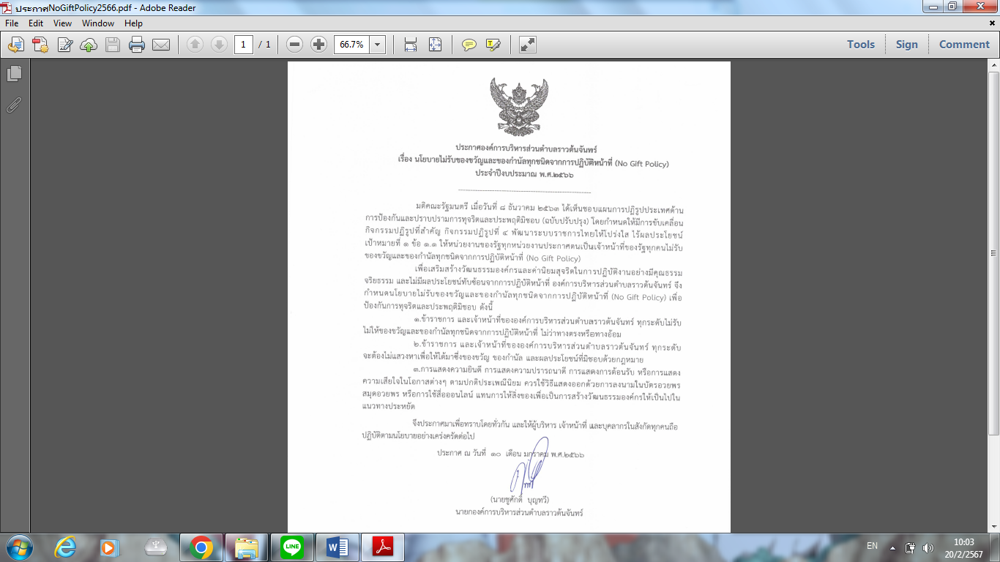 ประกาศNoGiftPolicy2566.pdf - Adobe Reader
File Edit View Window Help
1 / 1 66.7% Tools Sign Comment
ประกาศองค์การบริหารส่วนตำบลราวต้นจันทร์
เรื่อง นโยบายไม่รับของขวัญและของกำนัลทุกชนิดจากการปฏิบัติหน้าที่ (No Gift Policy)
ประจำปีงบประมาณ พ.ศ.๒๕๖๖
มติคณะรัฐมนตรี เมื่อวันที่ ๘ ธันวาคม ๒๕๖๓ ได้เห็นชอบแผนการปฏิรูปประเทศด้าน
การป้องกันและปราบปรามการทุจริตและประพฤติมิชอบ (ฉบับปรับปรุง) โดยกำหนดให้มีการขับเคลื่อน
กิจกรรมปฏิรูปที่สำคัญ กิจกรรมปฏิรูปที่ ๔ พัฒนาระบบราชการไทยให้โปร่งใส ไร้ผลประโยชน์
เป้าหมายที่ ๑ ข้อ ๑.๑ ให้หน่วยงานของรัฐทุกหน่วยงานประกาศตนเป็นเจ้าหน้าที่ของรัฐทุกคนไม่รับ
ของขวัญและของกำนัลทุกชนิดจากการปฏิบัติหน้าที่ (No Gift Policy)
เพื่อเสริมสร้างวัฒนธรรมองค์กรและค่านิยมสุจริตในการปฏิบัติงานอย่างมีคุณธรรม
จริยธรรม และไม่มีผลประโยชน์ทับซ้อนจากการปฏิบัติหน้าที่ องค์การบริหารส่วนตำบลราวต้นจันทร์ จึง
กำหนดนโยบายไม่รับของขวัญและของกำนัลทุกชนิดจากการปฏิบัติหน้าที่ (No Gift Policy) เพื่อ
ป้องกันการทุจริตและประพฤติมิชอบ ดังนี้
๑.ข้าราชการ และเจ้าหน้าที่ขององค์การบริหารส่วนตำบลราวต้นจันทร์ ทุกระดับไม่รับ
ไม่ให้ของขวัญและของกำนัลทุกชนิดจากการปฏิบัติหน้าที่ ไม่ว่าทางตรงหรือทางอ้อม
๒.ข้าราชการ และเจ้าหน้าที่ขององค์การบริหารส่วนตำบลราวต้นจันทร์ ทุกระดับ
จะต้องไม่แสวงหาเพื่อให้ได้มาซึ่งของขวัญ ของกำนัล และผลประโยชน์ที่มิชอบด้วยกฎหมาย
๓.การแสดงความยินดี การแสดงความปรารถนาดี การแสดงการต้อนรับ หรือการแสดง
ความเสียใจในโอกาสต่างๆ ตามปกติประเพณีนิยม ควรใช้วิธีแสดงออกด้วยการลงนามในบัตรอวยพร
สมุดอวยพร หรือการใช้สื่อออนไลน์ แทนการให้สิ่งของเพื่อเป็นการสร้างวัฒนธรรมองค์กรให้เป็นไปใน
แนวทางประหยัด
จึงประกาศมาเพื่อทราบโดยทั่วกัน และให้ผู้บริหาร เจ้าหน้าที่ และบุคลากรในสังกัดทุกคนถือ
ปฏิบัติตามนโยบายอย่างเคร่งครัดต่อไป
ประกาศ ณ วันที่ ๑๐ เดือน มกราคม พ.ศ.๒๕๖๖
(นายชูศักดิ์ บุญทวี)
นายกองค์การบริหารส่วนตำบลราวต้นจันทร์
LINE
EN 10:03
20/2/2567